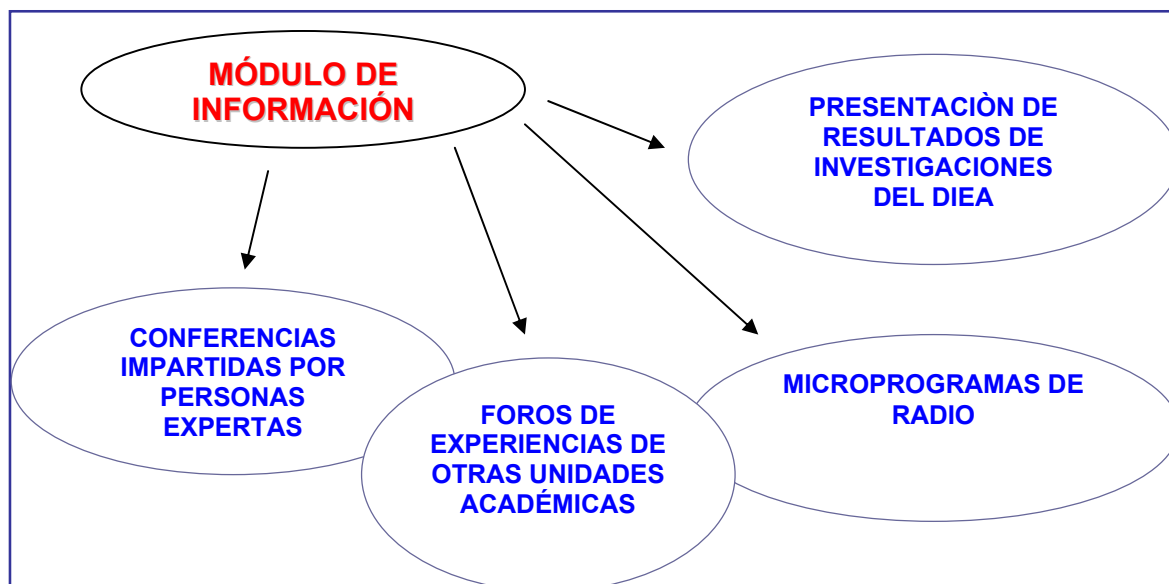 MÓDULO DE
INFORMACIÓN
PRESENTACIÒN DE
RESULTADOS DE
INVESTIGACIONES
DEL DIEA
CONFERENCIAS
IMPARTIDAS POR
PERSONAS
EXPERTAS
FOROS DE
EXPERIENCIAS DE
OTRAS UNIDADES
ACADÉMICAS
MICROPROGRAMAS DE
RADIO